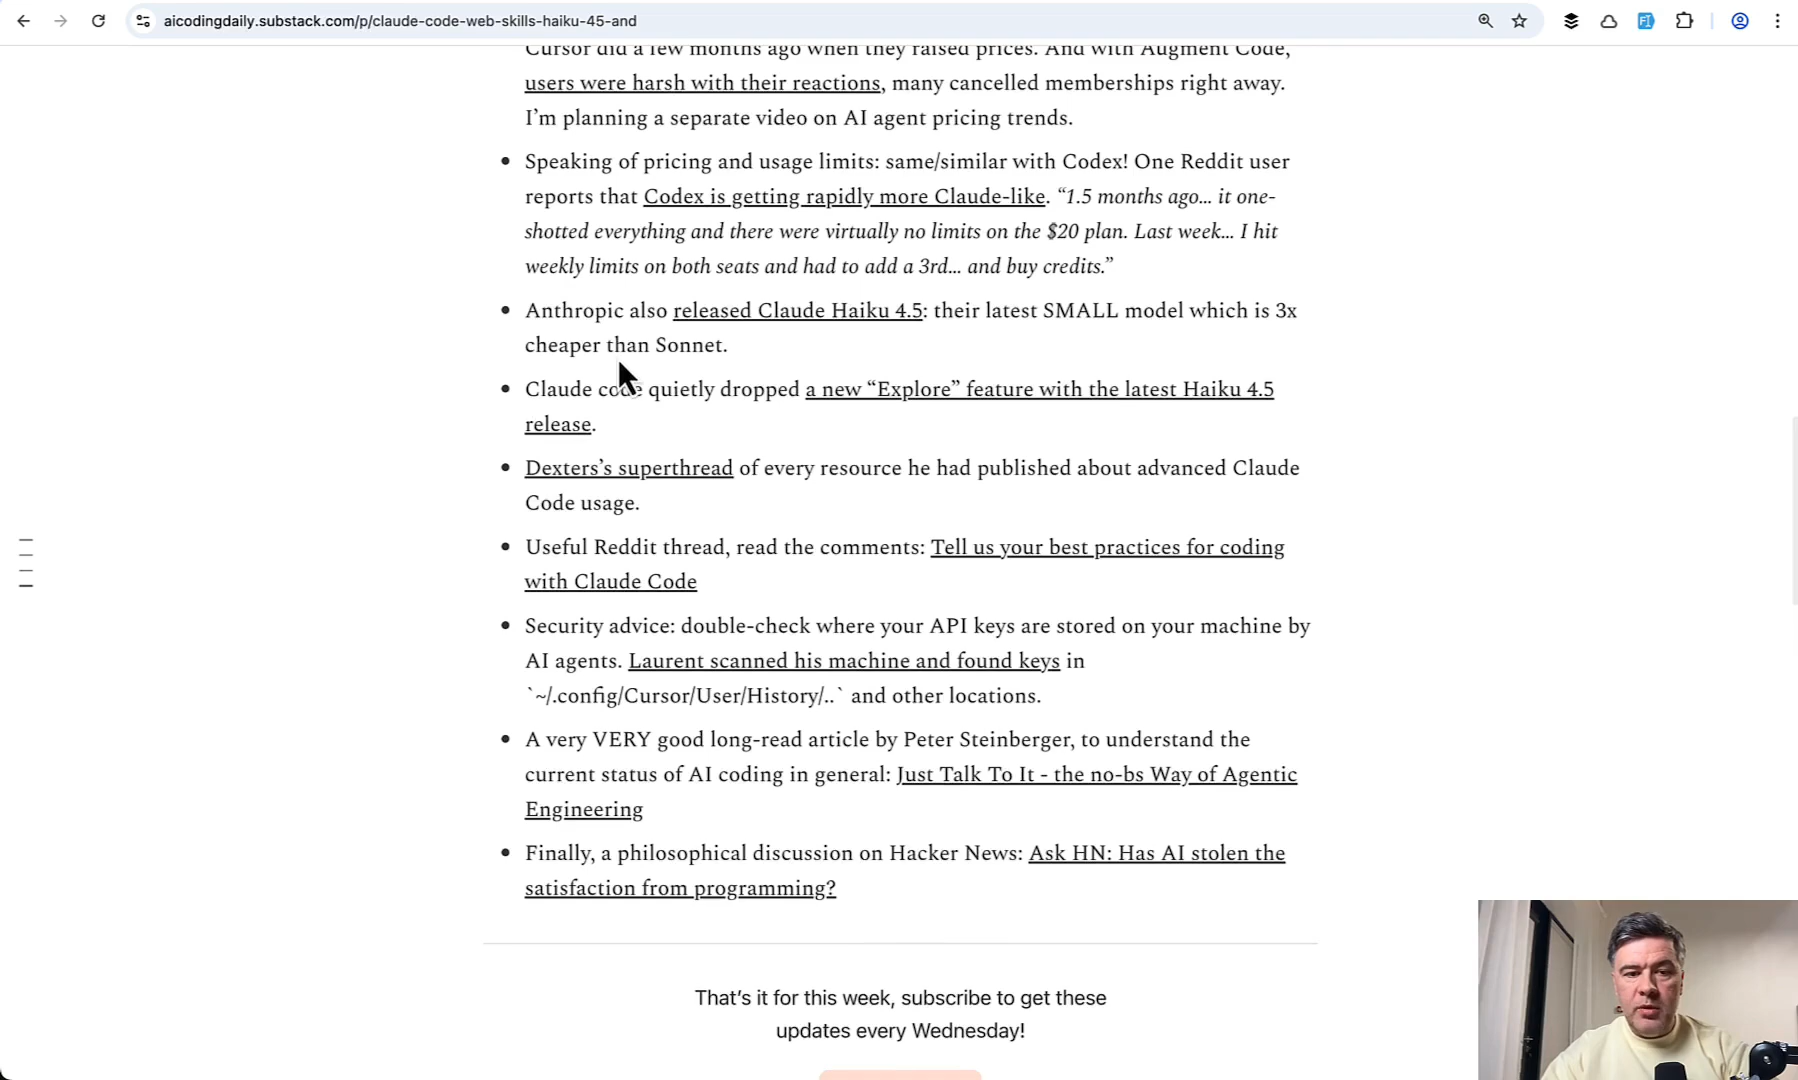 aicodingdaily.substack.com/p/claude-code-web-skills-haiku-45-and
Cursor did a few months ago when they raised prices. And with Augment Code,
users were harsh with their reactions, many cancelled memberships right away.
I’m planning a separate video on AI agent pricing trends.
Speaking of pricing and usage limits: same/similar with Codex! One Reddit user
reports that Codex is getting rapidly more Claude-like. “1.5 months ago… it one-
shotted everything and there were virtually no limits on the $20 plan. Last week… I hit
weekly limits on both seats and had to add a 3rd… and buy credits.”
Anthropic also released Claude Haiku 4.5: their latest SMALL model which is 3x
cheaper than Sonnet.
Claude code quietly dropped a new “Explore” feature with the latest Haiku 4.5
release.
Dexters’s superthread of every resource he had published about advanced Claude
Code usage.
Useful Reddit thread, read the comments: Tell us your best practices for coding
with Claude Code
Security advice: double-check where your API keys are stored on your machine by
AI agents. Laurent scanned his machine and found keys in
`~/.config/Cursor/User/History/..` and other locations.
A very VERY good long-read article by Peter Steinberger, to understand the
current status of AI coding in general: Just Talk To It - the no-bs Way of Agentic
Engineering
Finally, a philosophical discussion on Hacker News: Ask HN: Has AI stolen the
satisfaction from programming?
That’s it for this week, subscribe to get these
updates every Wednesday!